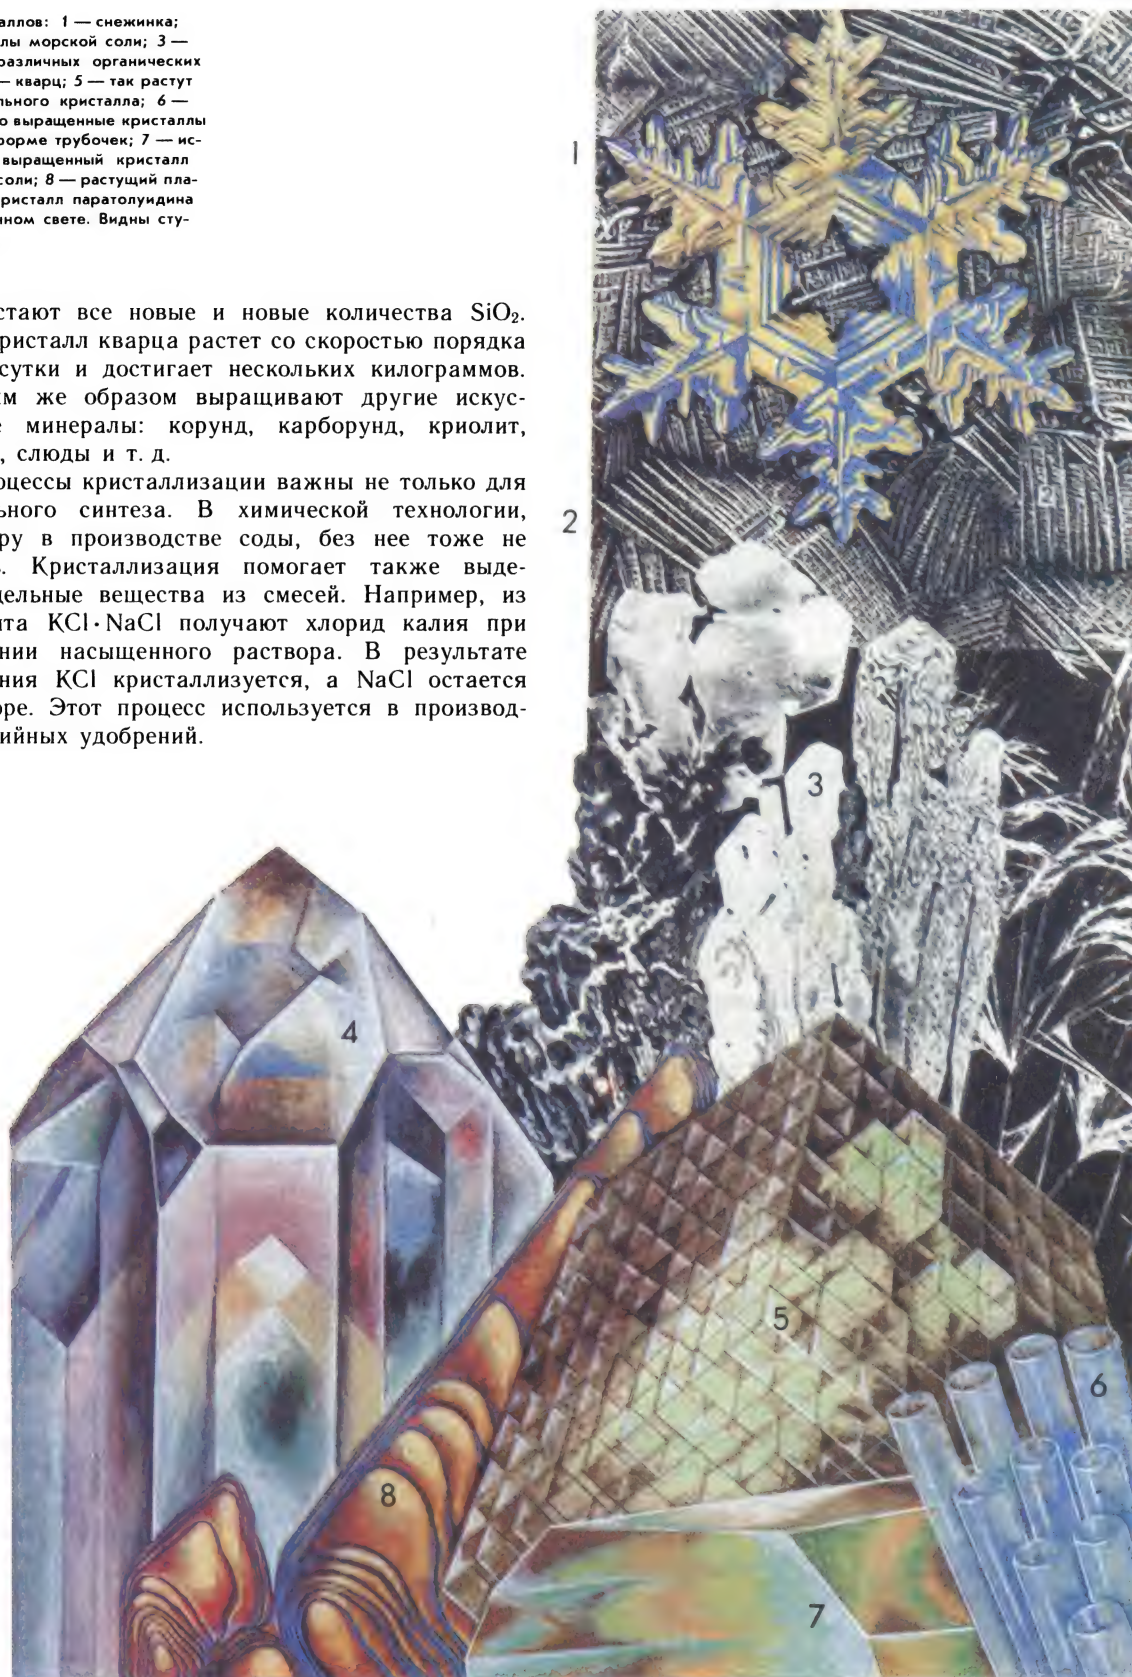 аллов: 1 — снежинка;
лы морской соли; 3 —
различных органических
— кварц; 5 — так растут
льного кристалла; 6 —
о выращенные кристаллы
форме трубочек; 7 — ис-
выращенный кристалл
соли; 8 — растущий пла-
ристалл паратолуидина
нном свете. Видны сту-
стают все новые и новые количества SiO₂.
ристалл кварца растет со скоростью порядка
сутки и достигает нескольких килограммов.
м же образом выращивают другие искус-
е минералы: корунд, карборунд, криолит,
, слюды и т. д.
оцессы кристаллизации важны не только для
льного синтеза. В химической технологии,
ру в производстве соды, без нее тоже не
. Кристаллизация помогает также выде-
дельные вещества из смесей. Например, из
ита KCl·NaCl получают хлорид калия при
нии насыщенного раствора. В результате
ния KCl кристаллизуется, а NaCl остается
оре. Этот процесс используется в производ-
ийных удобрений.
1
2
2
3
4
5
6
8
7